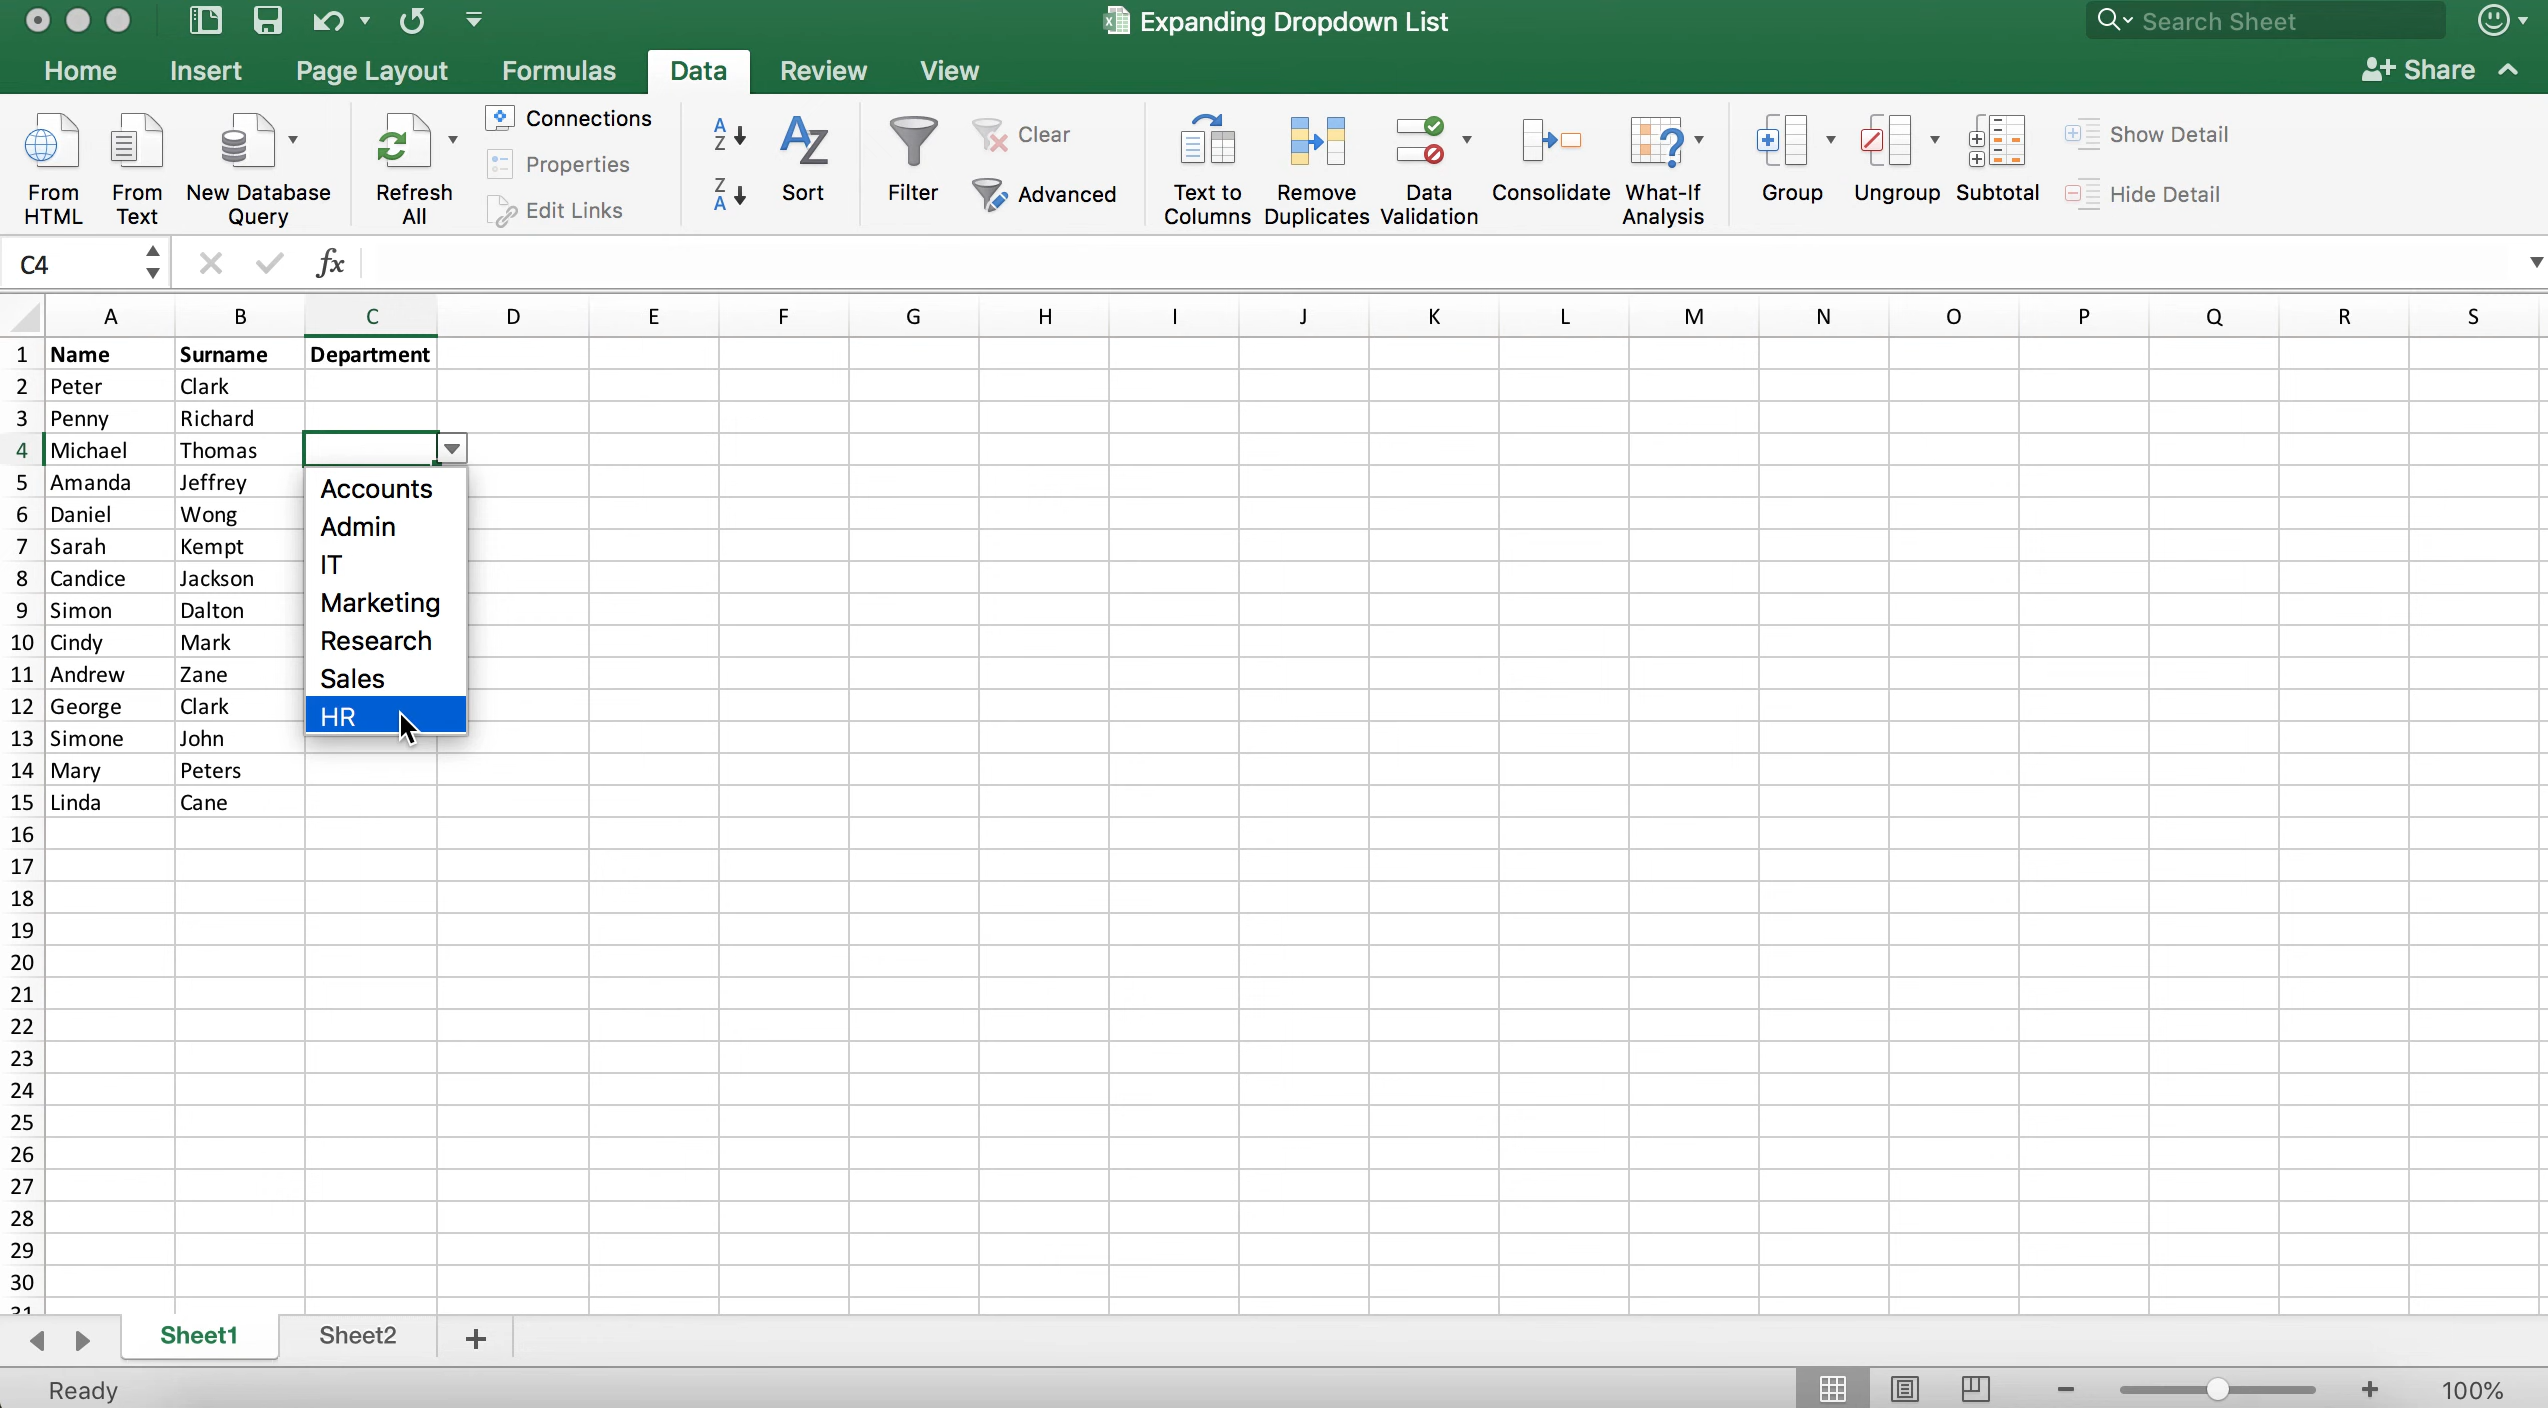 Expanding Dropdown List
Search Sheet
Home Insert Page Layout Formulas Data Review View
Share
From HTML
From Text
New Database Query
Refresh All
Connections
Properties
Edit Links
A Z
Z A
AZ
Sort
Filter
Clear
Advanced
Text to Columns
Remove Duplicates
Data Validation
Consolidate
What-If Analysis
Group
Ungroup
Subtotal
Show Detail
Hide Detail
C4
fx
A B C D E F G H I J K L M N O P Q R S
1 Name Surname Department
2 Peter Clark
3 Penny Richard
4 Michael Thomas
5 Amanda Jeffrey
6 Daniel Wong
7 Sarah Kempt
8 Candice Jackson
9 Simon Dalton
10 Cindy Mark
11 Andrew Zane
12 George Clark
13 Simone John
14 Mary Peters
15 Linda Cane
Accounts
Admin
IT
Marketing
Research
Sales
HR
16
17
18
19
20
21
22
23
24
25
26
27
28
29
30
31
Sheet1 Sheet2
Ready
100%